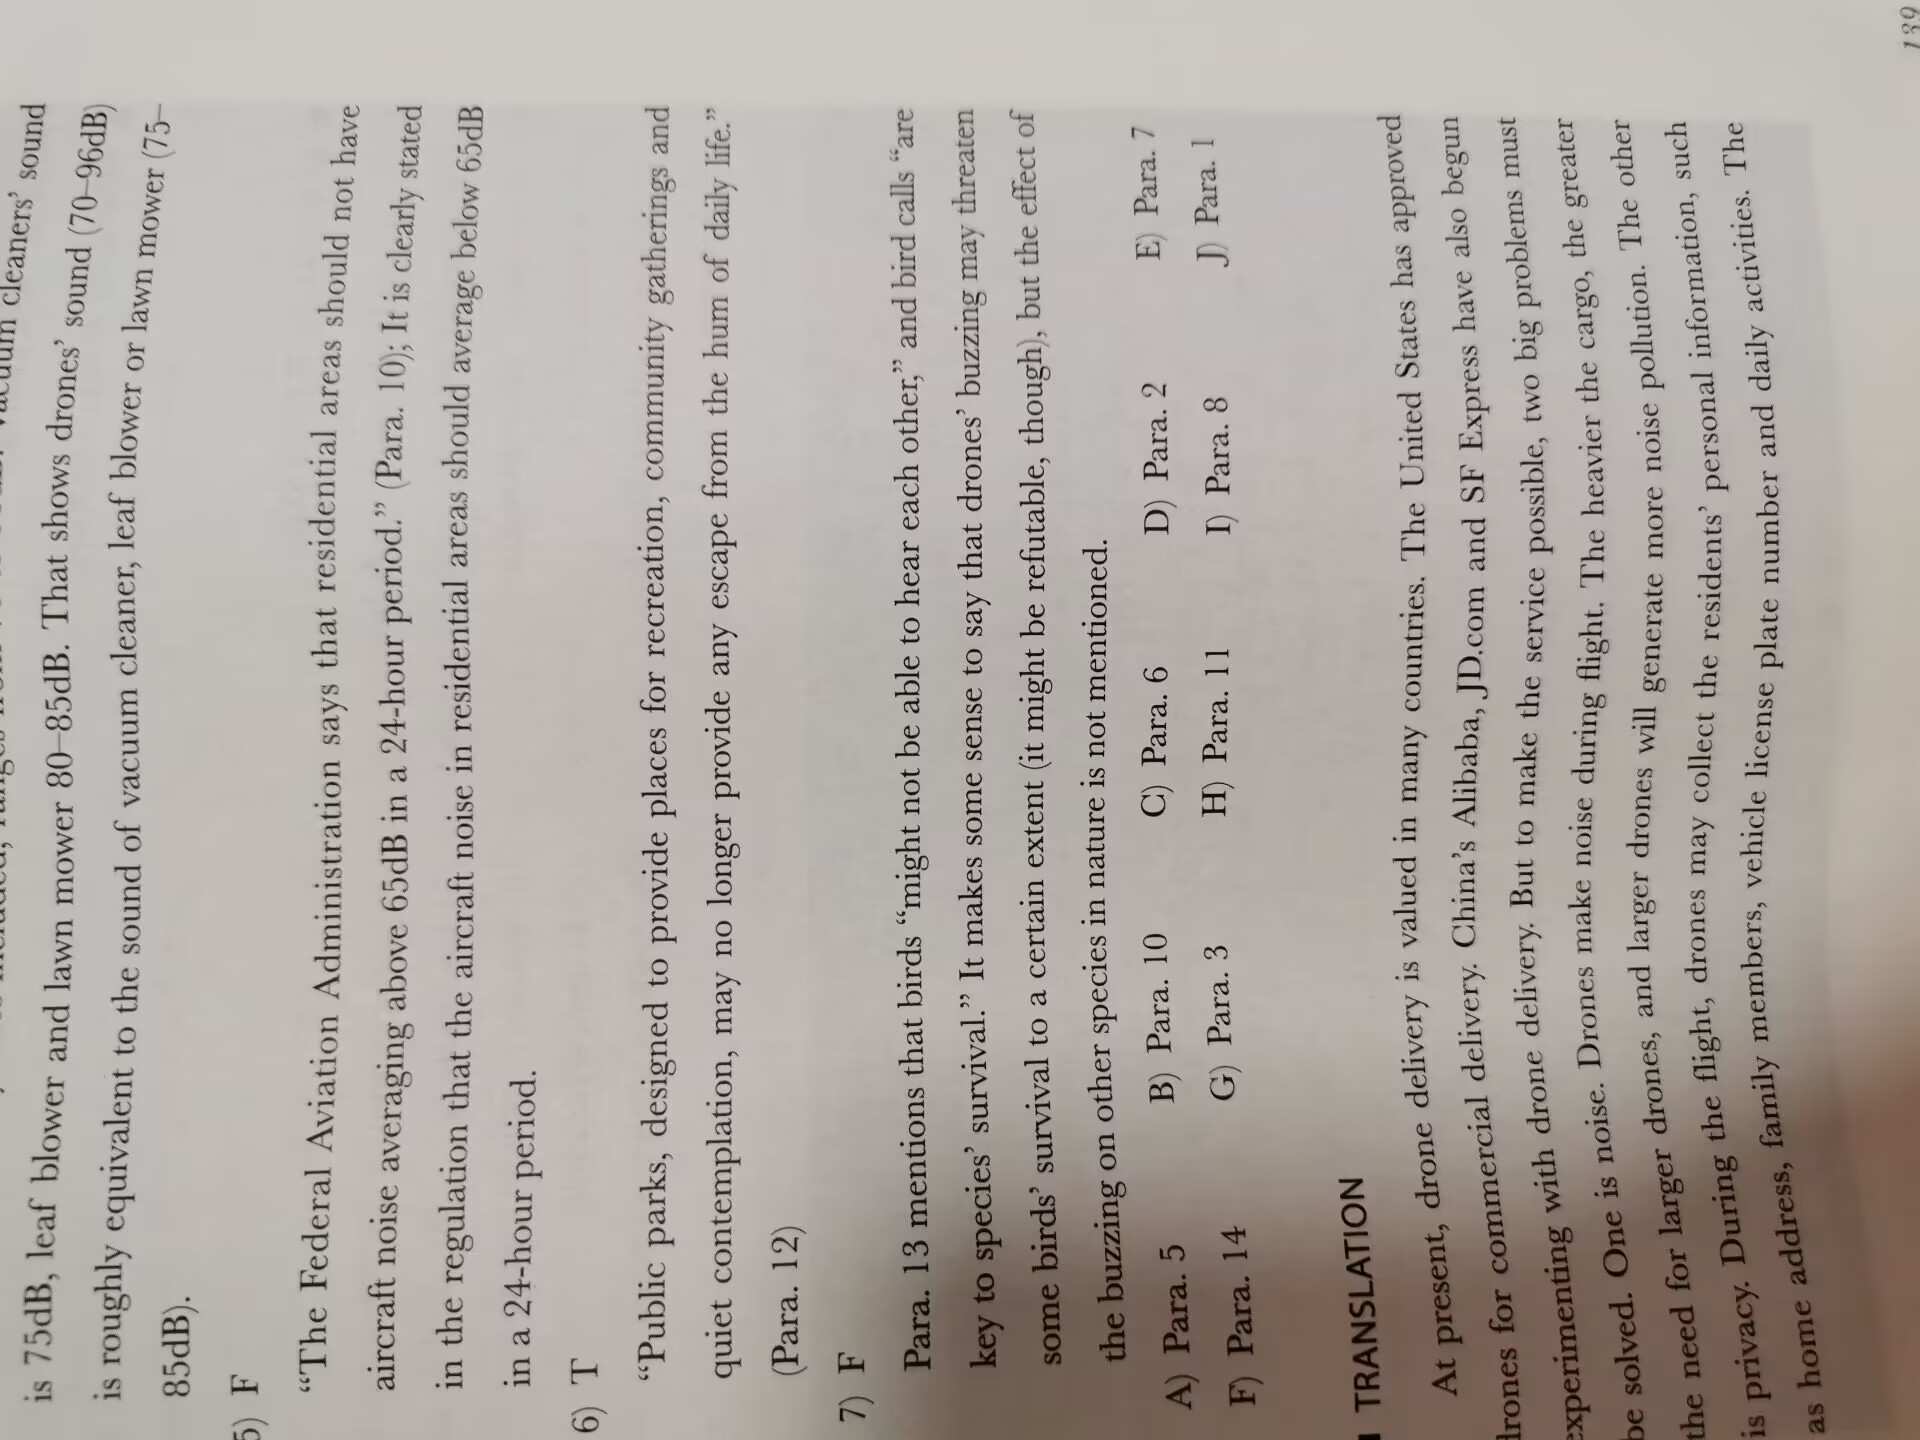 cleaners' sound
is 75dB, leaf blower and lawn mower 80–85dB. That shows drones' sound (70–96dB)
is roughly equivalent to the sound of vacuum cleaner, leaf blower or lawn mower (75–
85dB).
5) F
“The Federal Aviation Administration says that residential areas should not have
aircraft noise averaging above 65dB in a 24-hour period.” (Para. 10); It is clearly stated
in the regulation that the aircraft noise in residential areas should average below 65dB
in a 24-hour period.
6) T
“Public parks, designed to provide places for recreation, community gatherings and
quiet contemplation, may no longer provide any escape from the hum of daily life.”
(Para. 12)
7) F
Para. 13 mentions that birds “might not be able to hear each other,” and bird calls “are
key to species' survival.” It makes some sense to say that drones' buzzing may threaten
some birds' survival to a certain extent (it might be refutable, though), but the effect of
the buzzing on other species in nature is not mentioned.
A) Para. 5 B) Para. 10 C) Para. 6 D) Para. 2 E) Para. 7
F) Para. 14 G) Para. 3 H) Para. 11 I) Para. 8 J) Para. 1
TRANSLATION
At present, drone delivery is valued in many countries. The United States has approved
drones for commercial delivery. China's Alibaba, JD.com and SF Express have also begun
experimenting with drone delivery. But to make the service possible, two big problems must
be solved. One is noise. Drones make noise during flight. The heavier the cargo, the greater
the need for larger drones, and larger drones will generate more noise pollution. The other
is privacy. During the flight, drones may collect the residents' personal information, such
as home address, family members, vehicle license plate number and daily activities. The
139